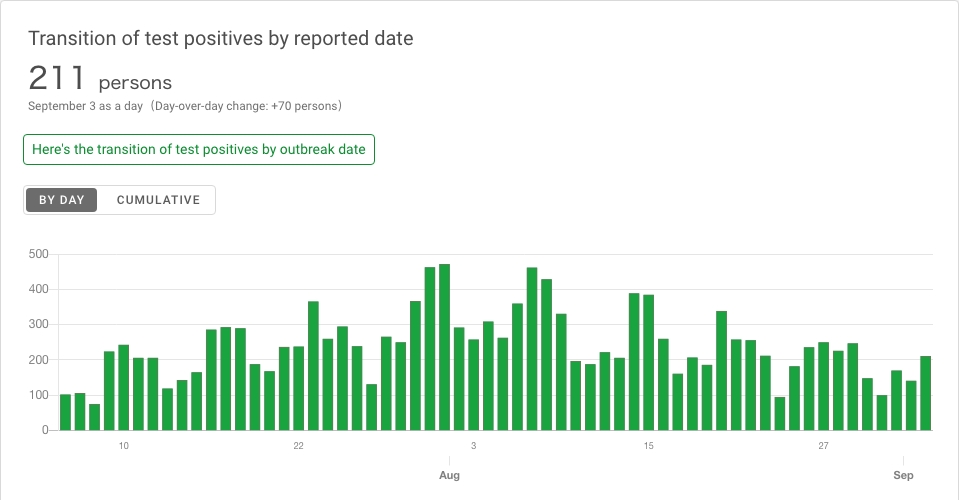 Transition of test positives by reported date
211 persons
September 3 as a day（Day-over-day change: +70 persons）
Here's the transition of test positives by outbreak date
BY DAY CUMULATIVE
500
400
300
200
100
0
10 22 3 15 27
Aug Sep